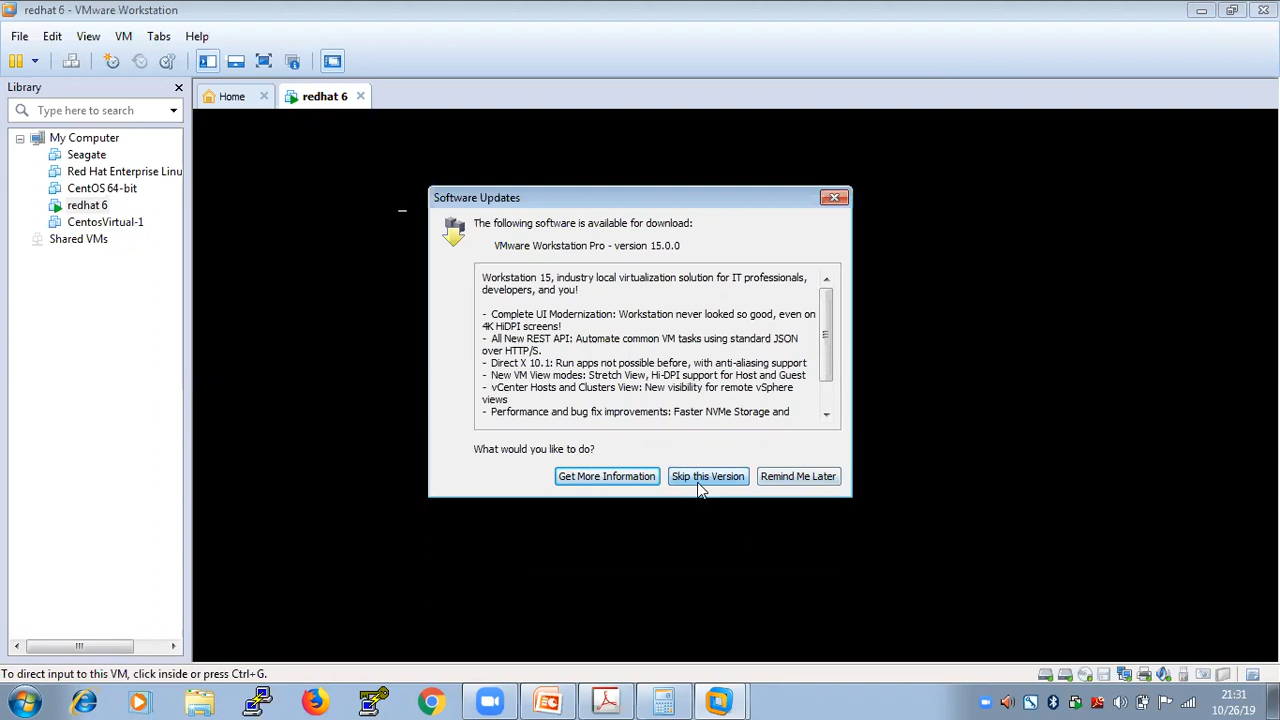 redhat 6 - VMware Workstation
File Edit View VM Tabs Help
Library
Type here to search
My Computer
Seagate
Red Hat Enterprise Linu
CentOS 64-bit
redhat 6
CentosVirtual-1
Shared VMs
Home
redhat 6
Software Updates
The following software is available for download:
VMware Workstation Pro - version 15.0.0
Workstation 15, industry local virtualization solution for IT professionals,
developers, and you!
- Complete UI Modernization: Workstation never looked so good, even on
4K HiDPI screens!
- All New REST API: Automate common VM tasks using standard JSON
over HTTP/S.
- Direct X 10.1: Run apps not possible before, with anti-aliasing support
- New VM View modes: Stretch View, Hi-DPI support for Host and Guest
- vCenter Hosts and Clusters View: New visibility for remote vSphere
views
- Performance and bug fix improvements: Faster NVMe Storage and
What would you like to do?
Get More Information Skip this Version Remind Me Later
To direct input to this VM, click inside or press Ctrl+G.
21:31
10/26/19